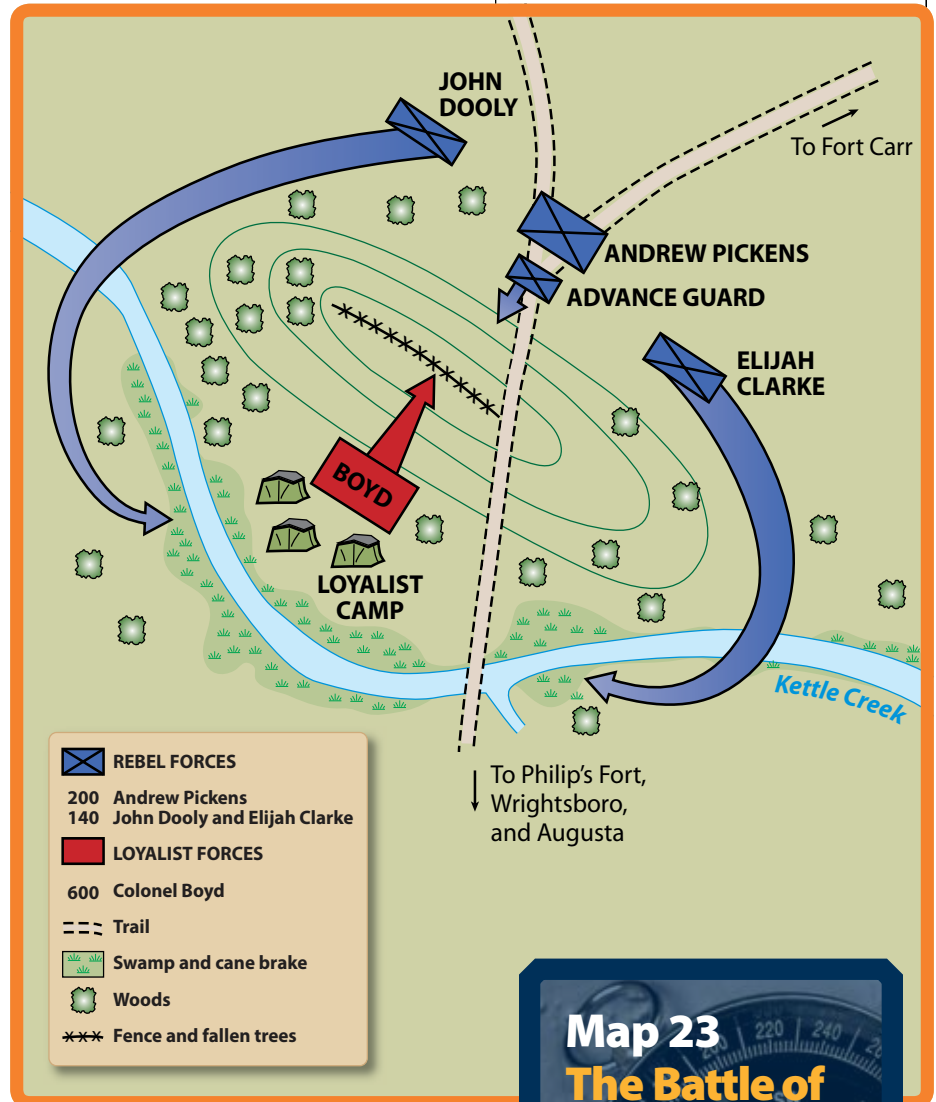 JOHN
DOOLY
To Fort Carr
ANDREW PICKENS
ADVANCE GUARD
ELIJAH
CLARKE
BOYD
LOYALIST
CAMP
Kettle Creek
To Philip's Fort,
Wrightsboro,
and Augusta
REBEL FORCES
200 Andrew Pickens
140 John Dooly and Elijah Clarke
LOYALIST FORCES
600 Colonel Boyd
Trail
Swamp and cane brake
Woods
Fence and fallen trees
220 240
Map 23
The Battle of